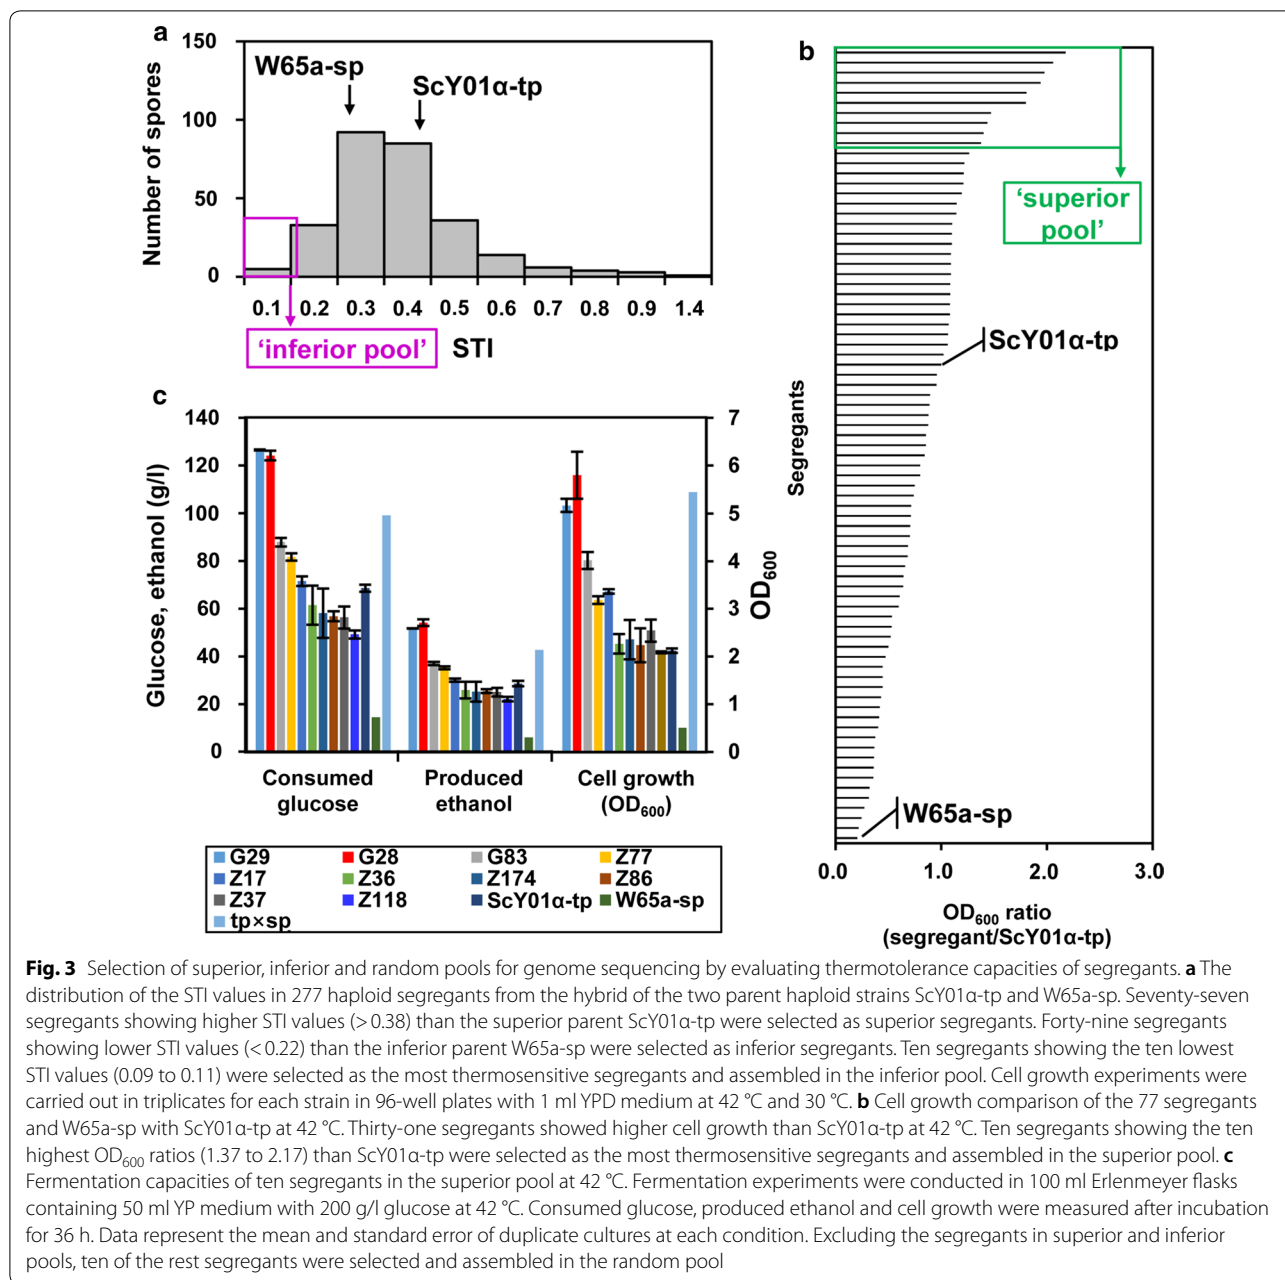 a
150
100
50
0
Number of spores
W65a-sp
ScY01α-tp
0.1 0.2 0.3 0.4 0.5 0.6 0.7 0.8 0.9 1.4
‘inferior pool’ STI
b
‘superior
pool’
ScY01α-tp
W65a-sp
Segregants
0.0 1.0 2.0 3.0
OD600 ratio
(segregant/ScY01α-tp)
c
140
120
100
80
60
40
20
0
Glucose, ethanol (g/l)
7
6
5
4
3
2
1
0
OD600
Consumed
glucose
Produced
ethanol
Cell growth
(OD600)
G29 G28 G83 Z77
Z17 Z36 Z174 Z86
Z37 Z118 ScY01α-tp W65a-sp
tp×sp
Fig. 3 Selection of superior, inferior and random pools for genome sequencing by evaluating thermotolerance capacities of segregants. a The
distribution of the STI values in 277 haploid segregants from the hybrid of the two parent haploid strains ScY01α-tp and W65a-sp. Seventy-seven
segregants showing higher STI values (> 0.38) than the superior parent ScY01α-tp were selected as superior segregants. Forty-nine segregants
showing lower STI values (< 0.22) than the inferior parent W65a-sp were selected as inferior segregants. Ten segregants showing the ten lowest
STI values (0.09 to 0.11) were selected as the most thermosensitive segregants and assembled in the inferior pool. Cell growth experiments were
carried out in triplicates for each strain in 96-well plates with 1 ml YPD medium at 42 °C and 30 °C. b Cell growth comparison of the 77 segregants
and W65a-sp with ScY01α-tp at 42 °C. Thirty-one segregants showed higher cell growth than ScY01α-tp at 42 °C. Ten segregants showing the ten
highest OD600 ratios (1.37 to 2.17) than ScY01α-tp were selected as the most thermosensitive segregants and assembled in the superior pool. c
Fermentation capacities of ten segregants in the superior pool at 42 °C. Fermentation experiments were conducted in 100 ml Erlenmeyer flasks
containing 50 ml YP medium with 200 g/l glucose at 42 °C. Consumed glucose, produced ethanol and cell growth were measured after incubation
for 36 h. Data represent the mean and standard error of duplicate cultures at each condition. Excluding the segregants in superior and inferior
pools, ten of the rest segregants were selected and assembled in the random pool